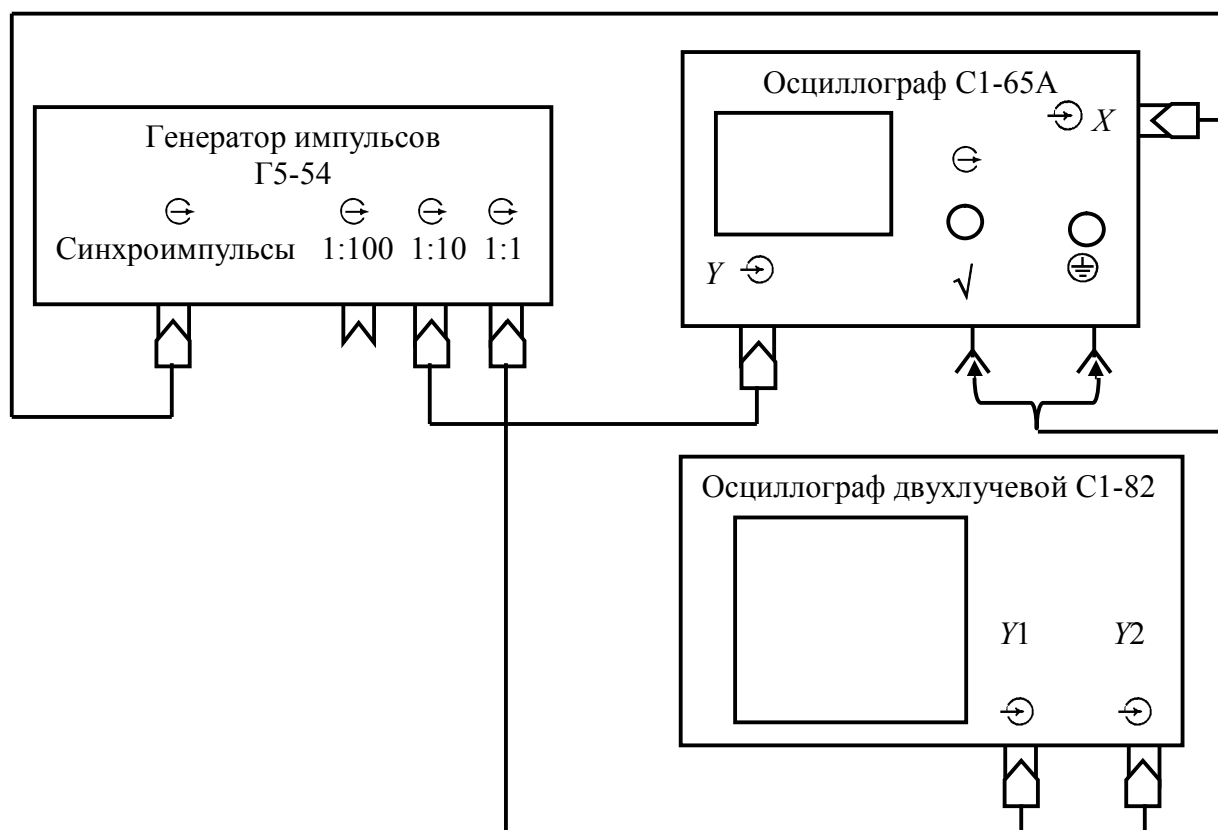 Осциллограф С1-65А
X
Генератор импульсов
Г5-54
Синхроимпульсы 1:100 1:10 1:1
Y
√
Осциллограф двухлучевой С1-82
Y1 Y2